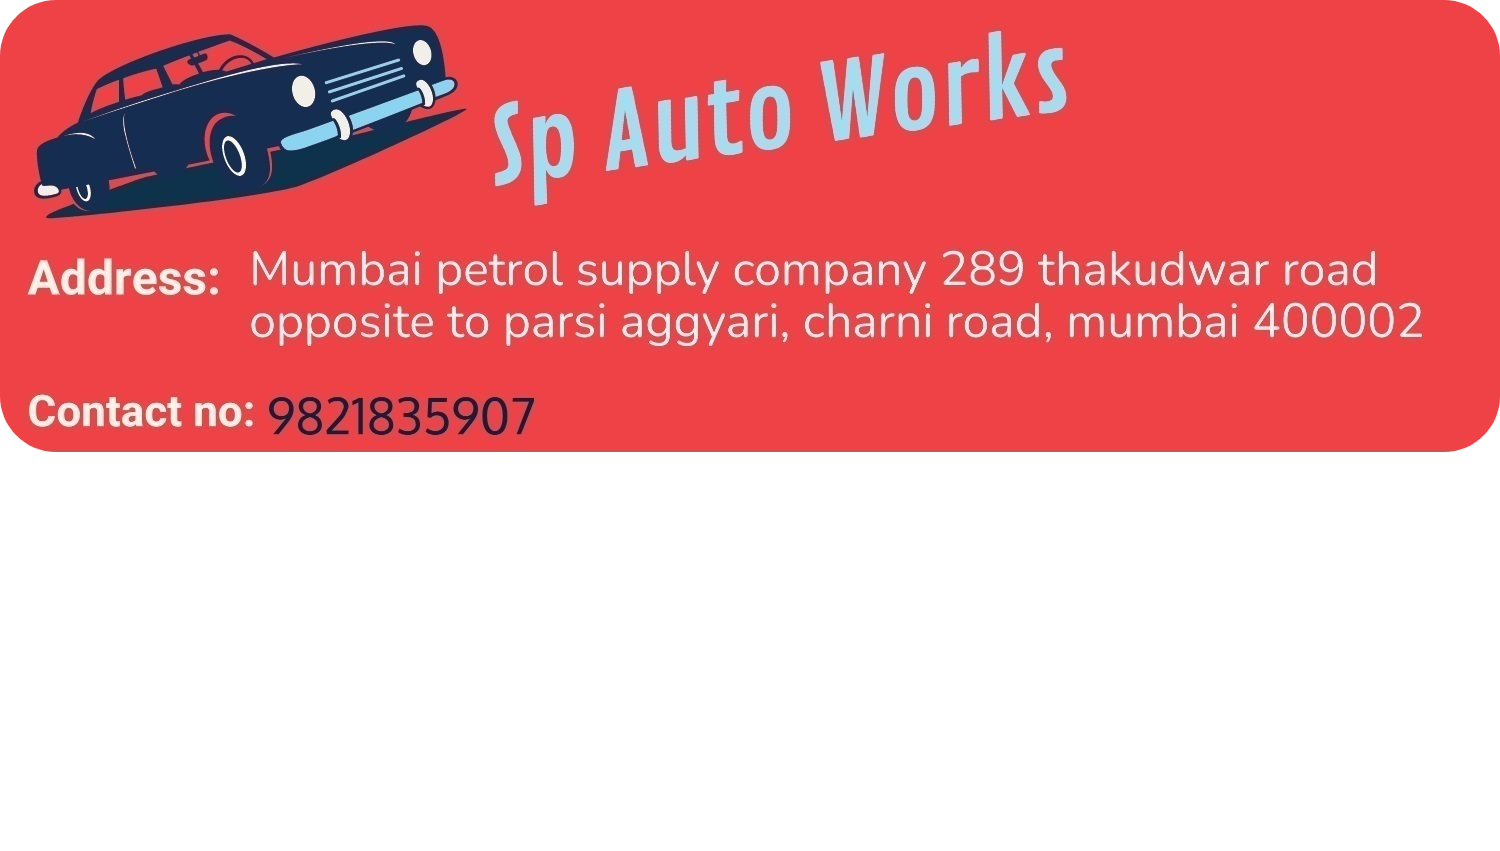 Sp Auto Works
Address: Mumbai petrol supply company 289 thakudwar road
opposite to parsi aggyari, charni road, mumbai 400002
Contact no: 9821835907